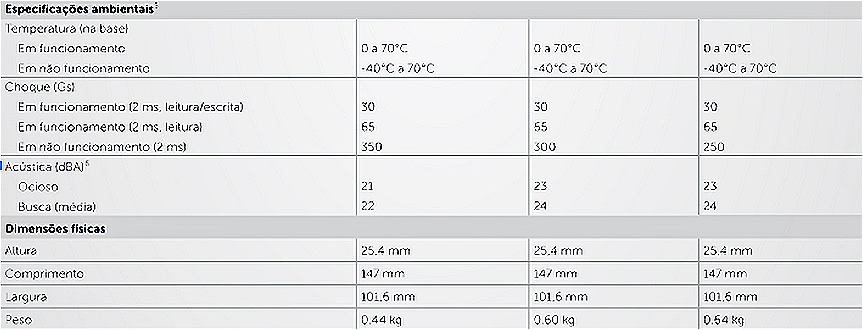 Especificações ambientais
Temperatura (na base)
Em funcionamento 0 a 70°C 0 a 70°C 0 a 70°C
Em não funcionamento -40°C a 70°C -40°C a 70°C -40°C a 70°C
Choque (Gs)
Em funcionamento (2 ms, leitura/escrita) 30 30 30
Em funcionamento (2 ms, leitura) 65 65 65
Em não funcionamento (2 ms) 350 300 250
Acústica (dBA)⁶
Ocioso 21 23 23
Busca (média) 22 24 24
Dimensões físicas
Altura 25.4 mm 25.4 mm 25.4 mm
Comprimento 147 mm 147 mm 147 mm
Largura 101,6 mm 101,6 mm 101,6 mm
Peso 0,44 kg 0,60 kg 0,64 kg